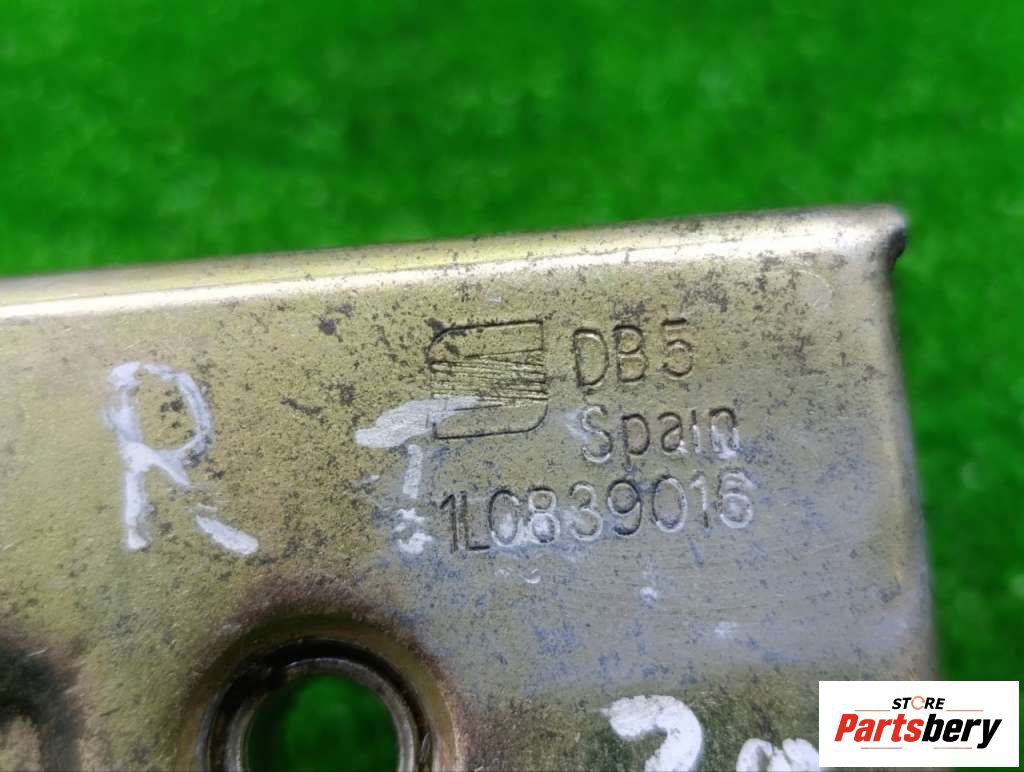 DB5
Spain
1L0839016
R
STORE
Partsbery